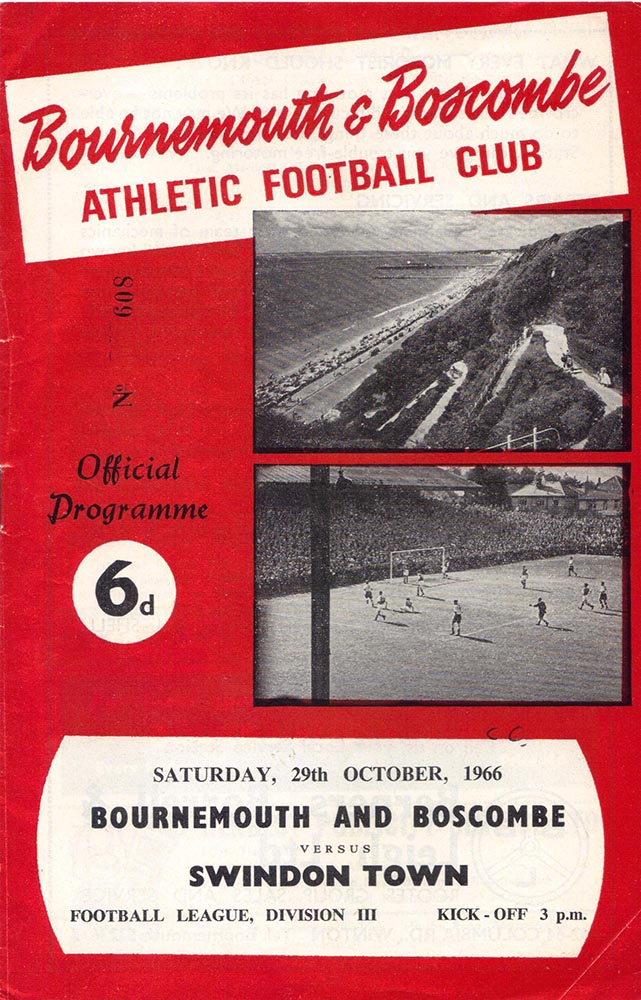 Bournemouth & Boscombe
ATHLETIC FOOTBALL CLUB
Nº 608
Official
Programme
6d
C C.
SATURDAY, 29th OCTOBER, 1966
BOURNEMOUTH AND BOSCOMBE
VERSUS
SWINDON TOWN
FOOTBALL LEAGUE, DIVISION III KICK-OFF 3 p.m.